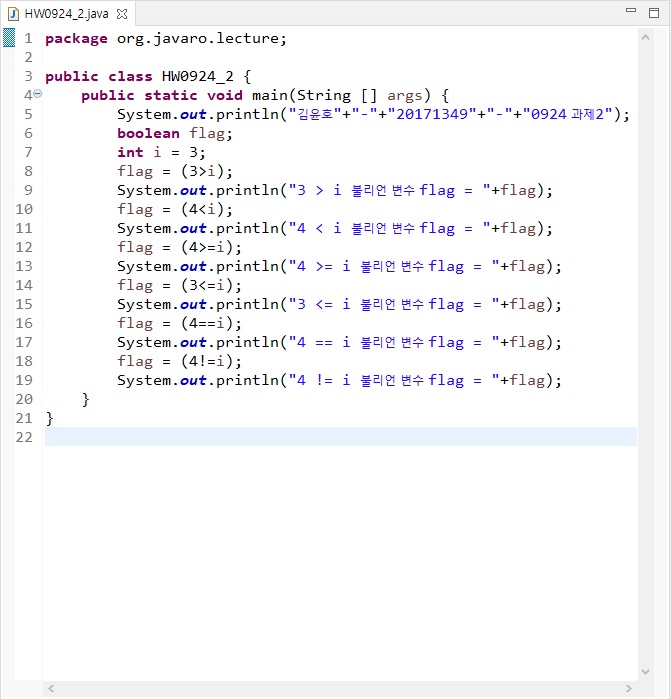 HW0924_2.java
1 package org.javaro.lecture;
2
3 public class HW0924_2 {
4 public static void main(String [] args) {
5 System.out.println("김윤호"+"-"+"20171349"+"-"+"0924 과제2");
6 boolean flag;
7 int i = 3;
8 flag = (3>i);
9 System.out.println("3 > i 불리언 변수 flag = "+flag);
10 flag = (4<i);
11 System.out.println("4 < i 불리언 변수 flag = "+flag);
12 flag = (4>=i);
13 System.out.println("4 >= i 불리언 변수 flag = "+flag);
14 flag = (3<=i);
15 System.out.println("3 <= i 불리언 변수 flag = "+flag);
16 flag = (4==i);
17 System.out.println("4 == i 불리언 변수 flag = "+flag);
18 flag = (4!=i);
19 System.out.println("4 != i 불리언 변수 flag = "+flag);
20 }
21 }
22